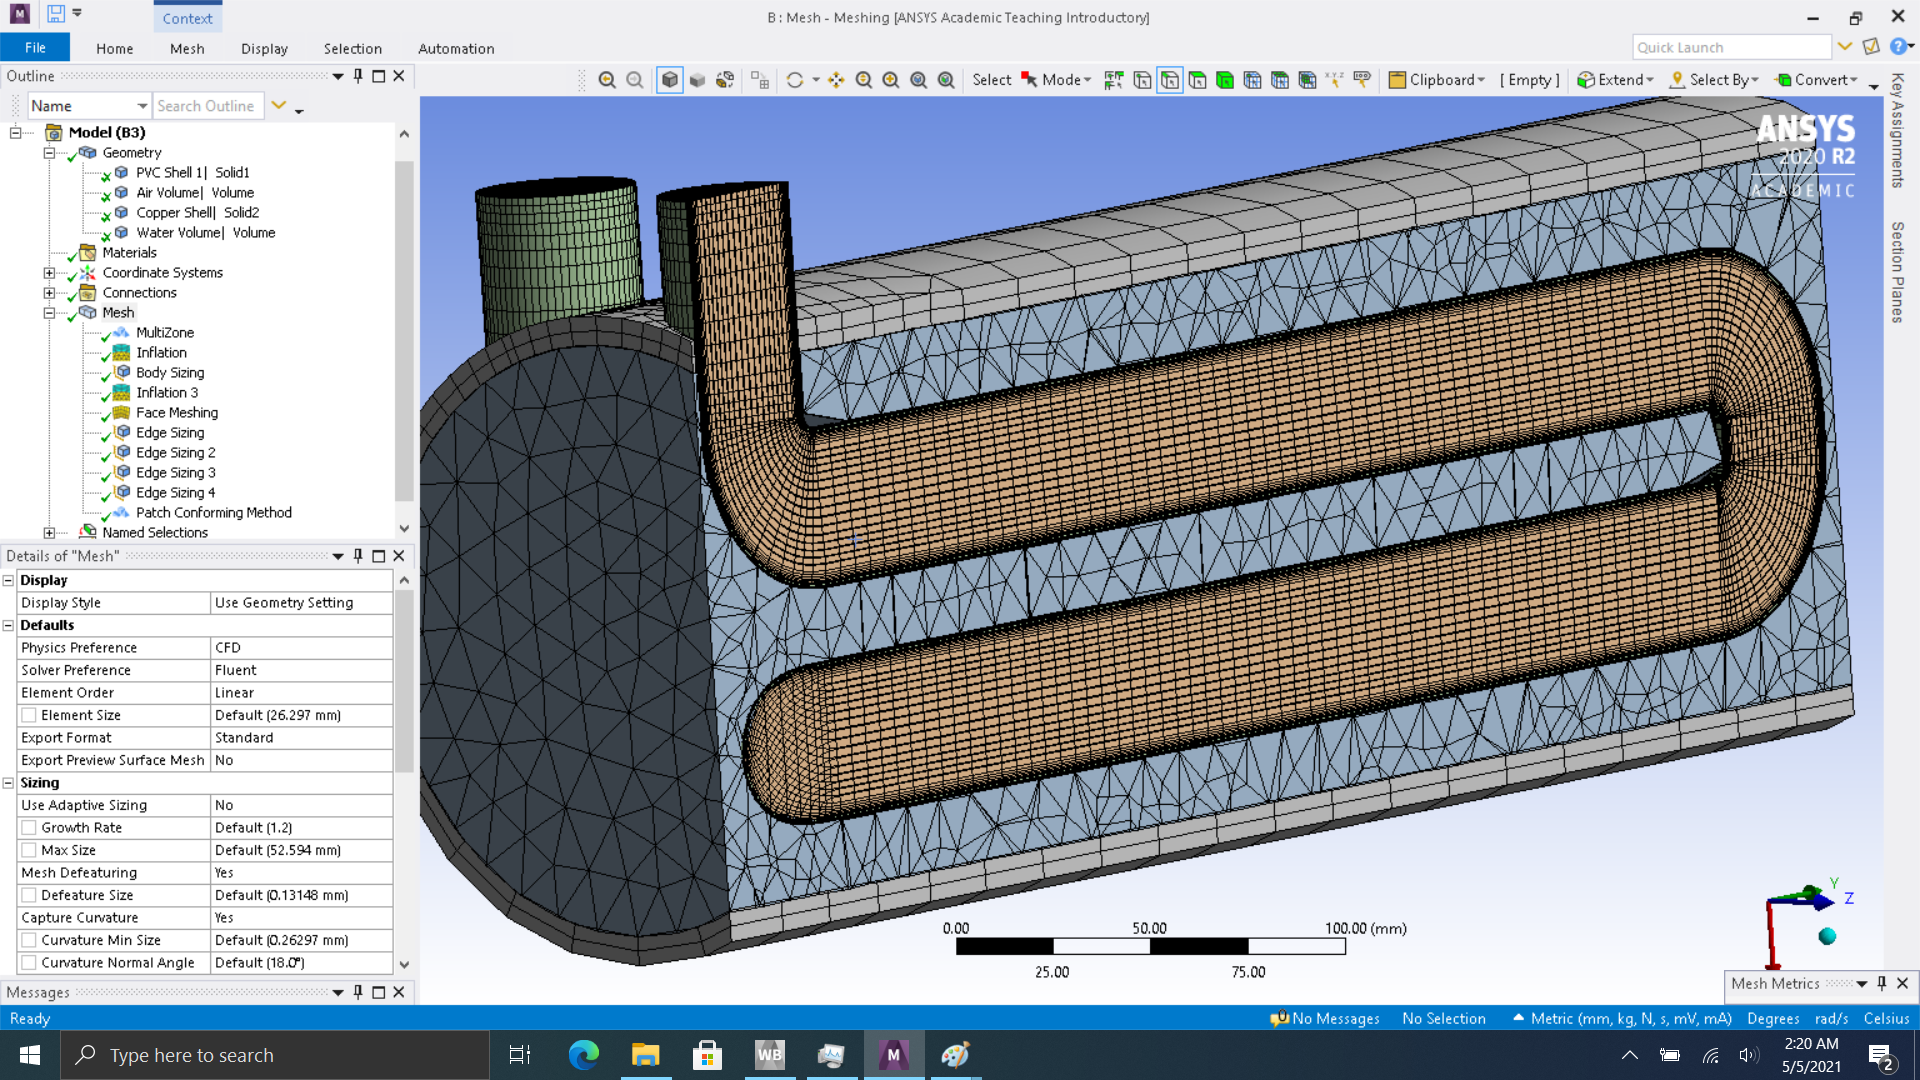 M
Context
B : Mesh - Meshing [ANSYS Academic Teaching Introductory]
File Home Mesh Display Selection Automation
Quick Launch
Outline
Select Mode Clipboard [ Empty ] Extend Select By Convert
Name Search Outline
Key Assignments
Section Planes
Model (B3)
Geometry
PVC Shell 1| Solid1
Air Volume| Volume
Copper Shell| Solid2
Water Volume| Volume
Materials
Coordinate Systems
Connections
Mesh
MultiZone
Inflation
Body Sizing
Inflation 3
Face Meshing
Edge Sizing
Edge Sizing 2
Edge Sizing 3
Edge Sizing 4
Patch Conforming Method
Named Selections
ANSYS
2020 R2
ACADEMIC
Details of "Mesh"
Display
Display Style Use Geometry Setting
Defaults
Physics Preference CFD
Solver Preference Fluent
Element Order Linear
Element Size Default (26.297 mm)
Export Format Standard
Export Preview Surface Mesh No
Sizing
Use Adaptive Sizing No
Growth Rate Default (1.2)
Max Size Default (52.594 mm)
Mesh Defeaturing Yes
Defeature Size Default (0.13148 mm)
Capture Curvature Yes
Curvature Min Size Default (0.26297 mm)
Curvature Normal Angle Default (18.0°)
0.00 50.00 100.00 (mm)
25.00 75.00
Y
Z
Messages
Mesh Metrics
Ready
0 No Messages No Selection Metric (mm, kg, N, s, mV, mA) Degrees rad/s Celsius
Type here to search
WB
M
2:20 AM
5/5/2021
2